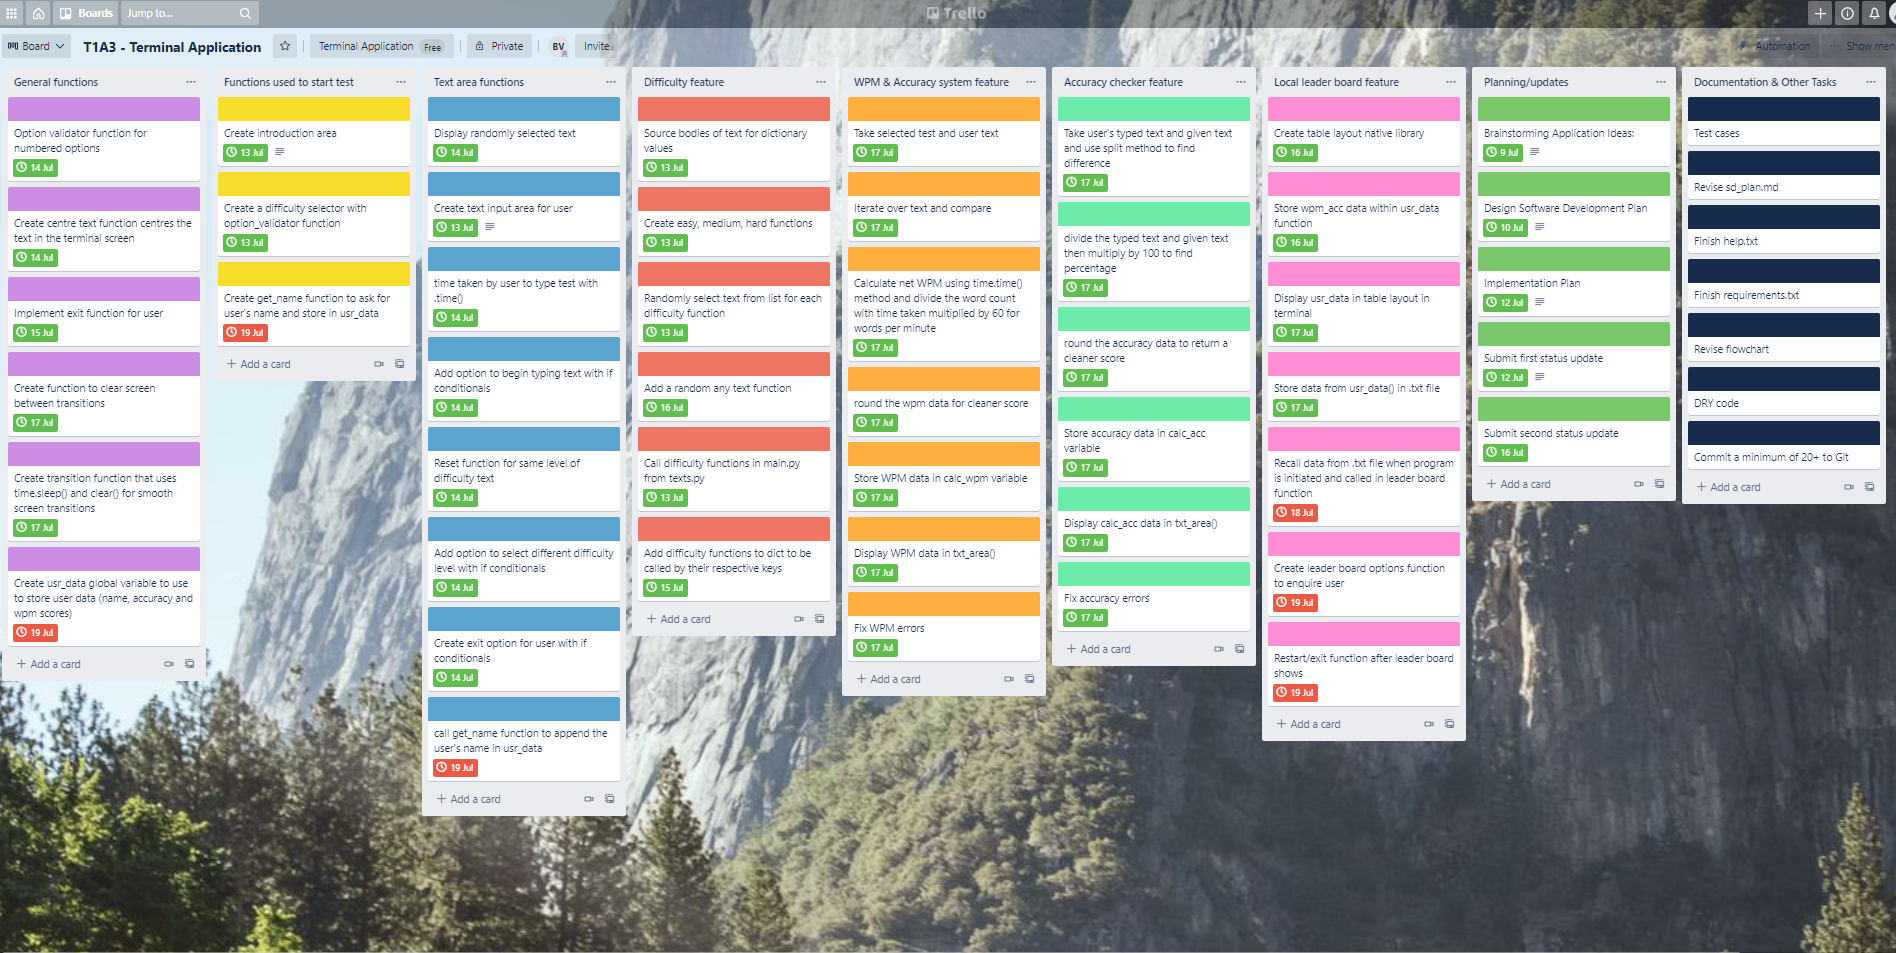 Boards
Jump to...
Trello
Board
T1A3 - Terminal Application
Terminal Application Free
Private
BV
Invite
Automation
Show men
General functions
Option validator function for
numbered options
14 Jul
Create centre text function centres the
text in the terminal screen
14 Jul
Implement exit function for user
15 Jul
Create function to clear screen
between transitions
17 Jul
Create transition function that uses
time.sleep() and clear() for smooth
screen transitions
17 Jul
Create usr_data global variable to use
to store user data (name, accuracy and
wpm scores)
19 Jul
+ Add a card
Functions used to start test
Create introduction area
13 Jul
Create a difficulty selector with
option_validator function
13 Jul
Create get_name function to ask for
user's name and store in usr_data
19 Jul
+ Add a card
Text area functions
Display randomly selected text
14 Jul
Create text input area for user
13 Jul
time taken by user to type test with
.time()
14 Jul
Add option to begin typing text with if
conditionals
14 Jul
Reset function for same level of
difficulty text
14 Jul
Add option to select different difficulty
level with if conditionals
14 Jul
Create exit option for user with if
conditionals
14 Jul
call get_name function to append the
user's name in usr_data
19 Jul
+ Add a card
Difficulty feature
Source bodies of text for dictionary
values
13 Jul
Create easy, medium, hard functions
13 Jul
Randomly select text from list for each
difficulty function
13 Jul
Add a random any text function
16 Jul
Call difficulty functions in main.py
from texts.py
13 Jul
Add difficulty functions to dict to be
called by their respective keys
15 Jul
+ Add a card
WPM & Accuracy system feature
Take selected test and user text
17 Jul
Iterate over text and compare
17 Jul
Calculate net WPM using time.time()
method and divide the word count
with time taken multiplied by 60 for
words per minute
17 Jul
round the wpm data for cleaner score
17 Jul
Store WPM data in calc_wpm variable
17 Jul
Display WPM data in txt_area()
17 Jul
Fix WPM errors
17 Jul
+ Add a card
Accuracy checker feature
Take user's typed text and given text
and use split method to find
difference
17 Jul
divide the typed text and given text
then multiply by 100 to find
percentage
17 Jul
round the accuracy data to return a
cleaner score
17 Jul
Store accuracy data in calc_acc
variable
17 Jul
Display calc_acc data in txt_area()
17 Jul
Fix accuracy errors
17 Jul
+ Add a card
Local leader board feature
Create table layout native library
16 Jul
Store wpm_acc data within usr_data
function
16 Jul
Display usr_data in table layout in
terminal
17 Jul
Store data from usr_data() in .txt file
17 Jul
Recall data from .txt file when program
is initiated and called in leader board
function
18 Jul
Create leader board options function
to enquire user
19 Jul
Restart/exit function after leader board
shows
19 Jul
+ Add a card
Planning/updates
Brainstorming Application Ideas:
9 Jul
Design Software Development Plan
10 Jul
Implementation Plan
12 Jul
Submit first status update
12 Jul
Submit second status update
16 Jul
+ Add a card
Documentation & Other Tasks
Test cases
Revise sd_plan.md
Finish help.txt
Finish requirements.txt
Revise flowchart
DRY code
Commit a minimum of 20+ to Git
+ Add a card